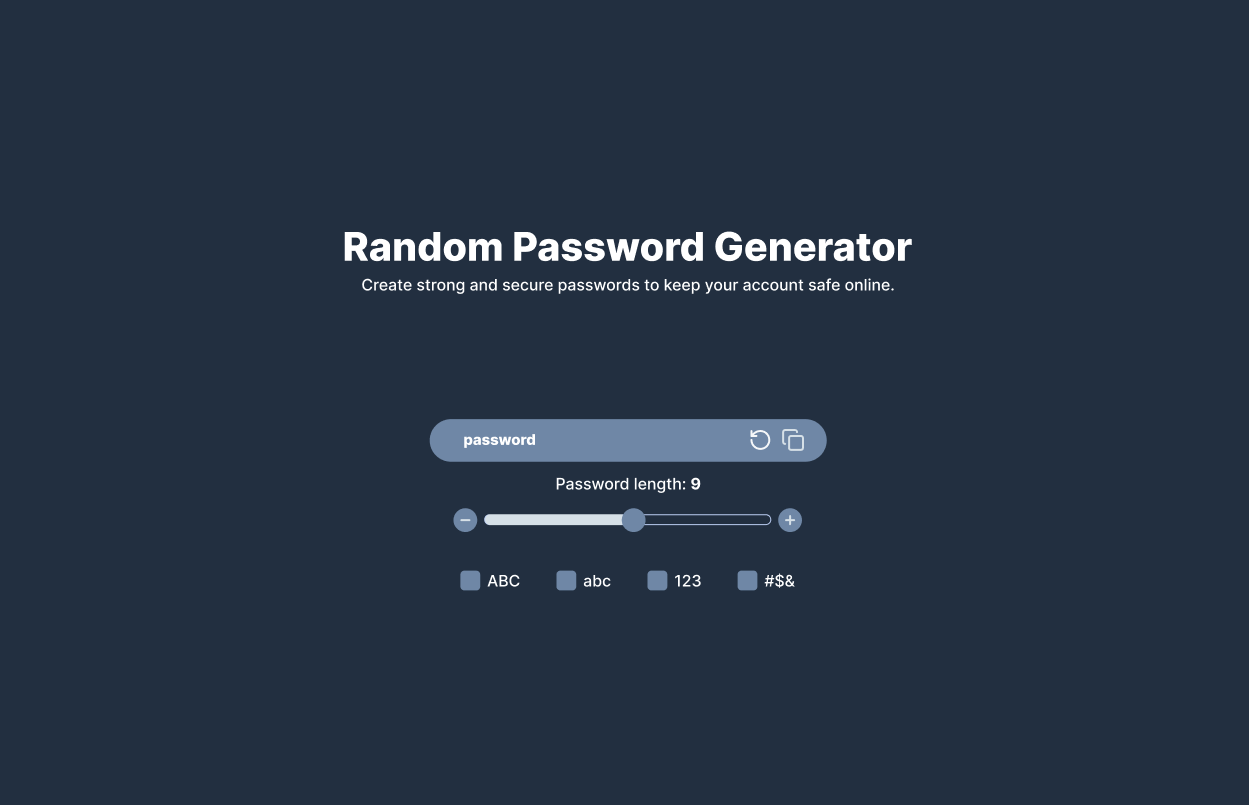 Random Password Generator
Create strong and secure passwords to keep your account safe online.
password
Password length: 9
ABC abc 123 #$&